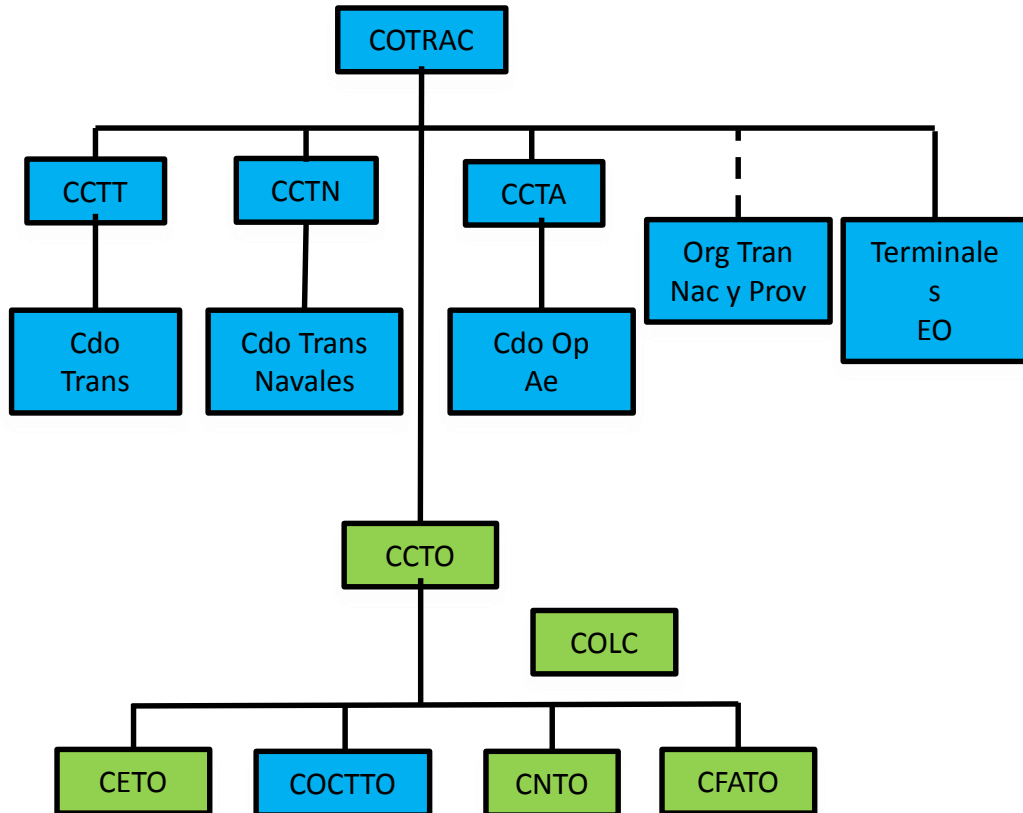 COTRAC
CCTT
CCTN
CCTA
Org Tran
Nac y Prov
Terminale
s
EO
Cdo
Trans
Cdo Trans
Navales
Cdo Op
Ae
CCTO
COLC
CETO
COCTTO
CNTO
CFATO